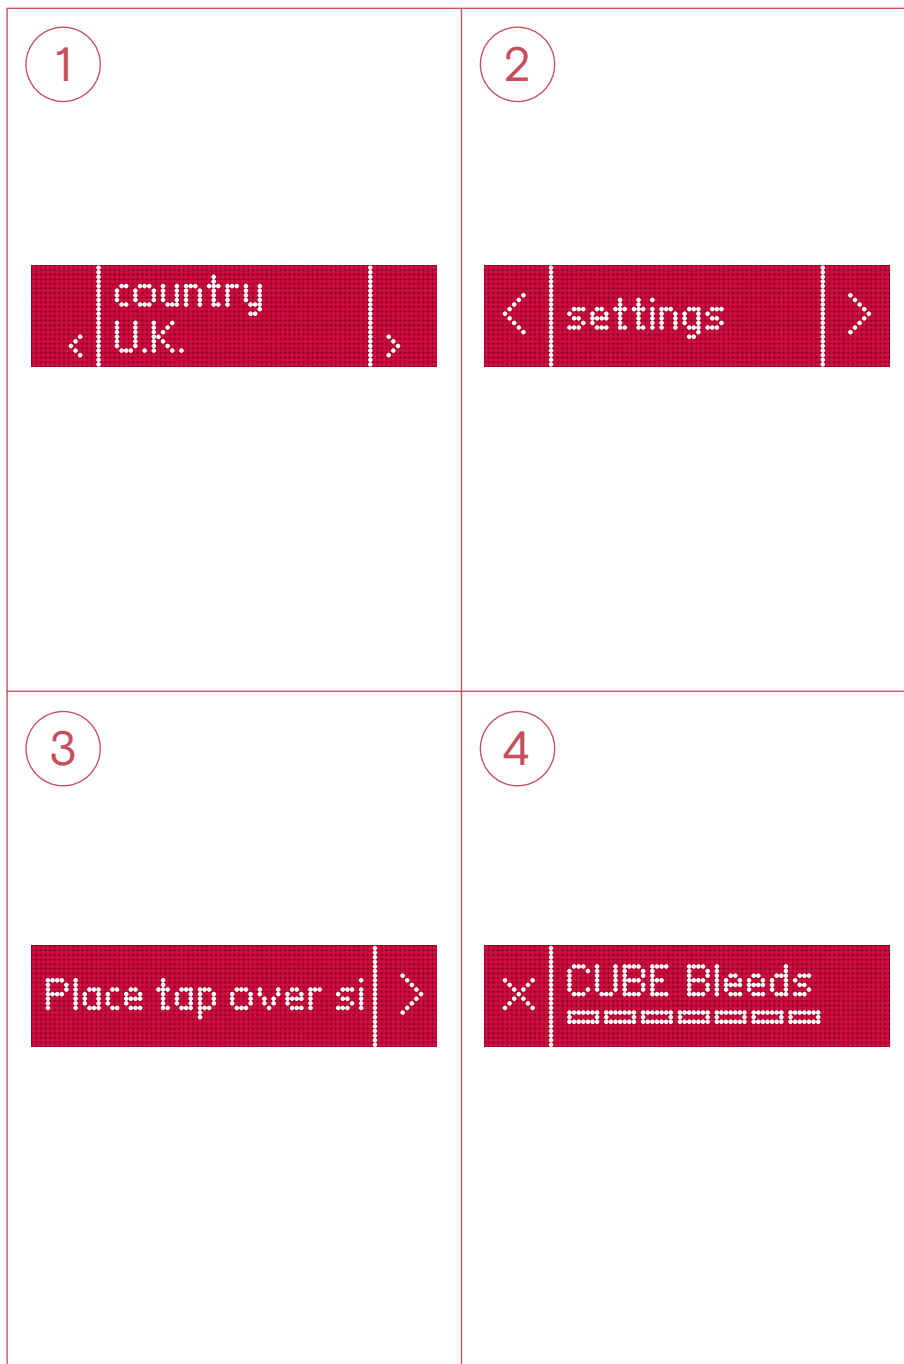 1
country
< U.K. >
2
< settings >
3
Place tap over si >
4
CUBE Bleeds